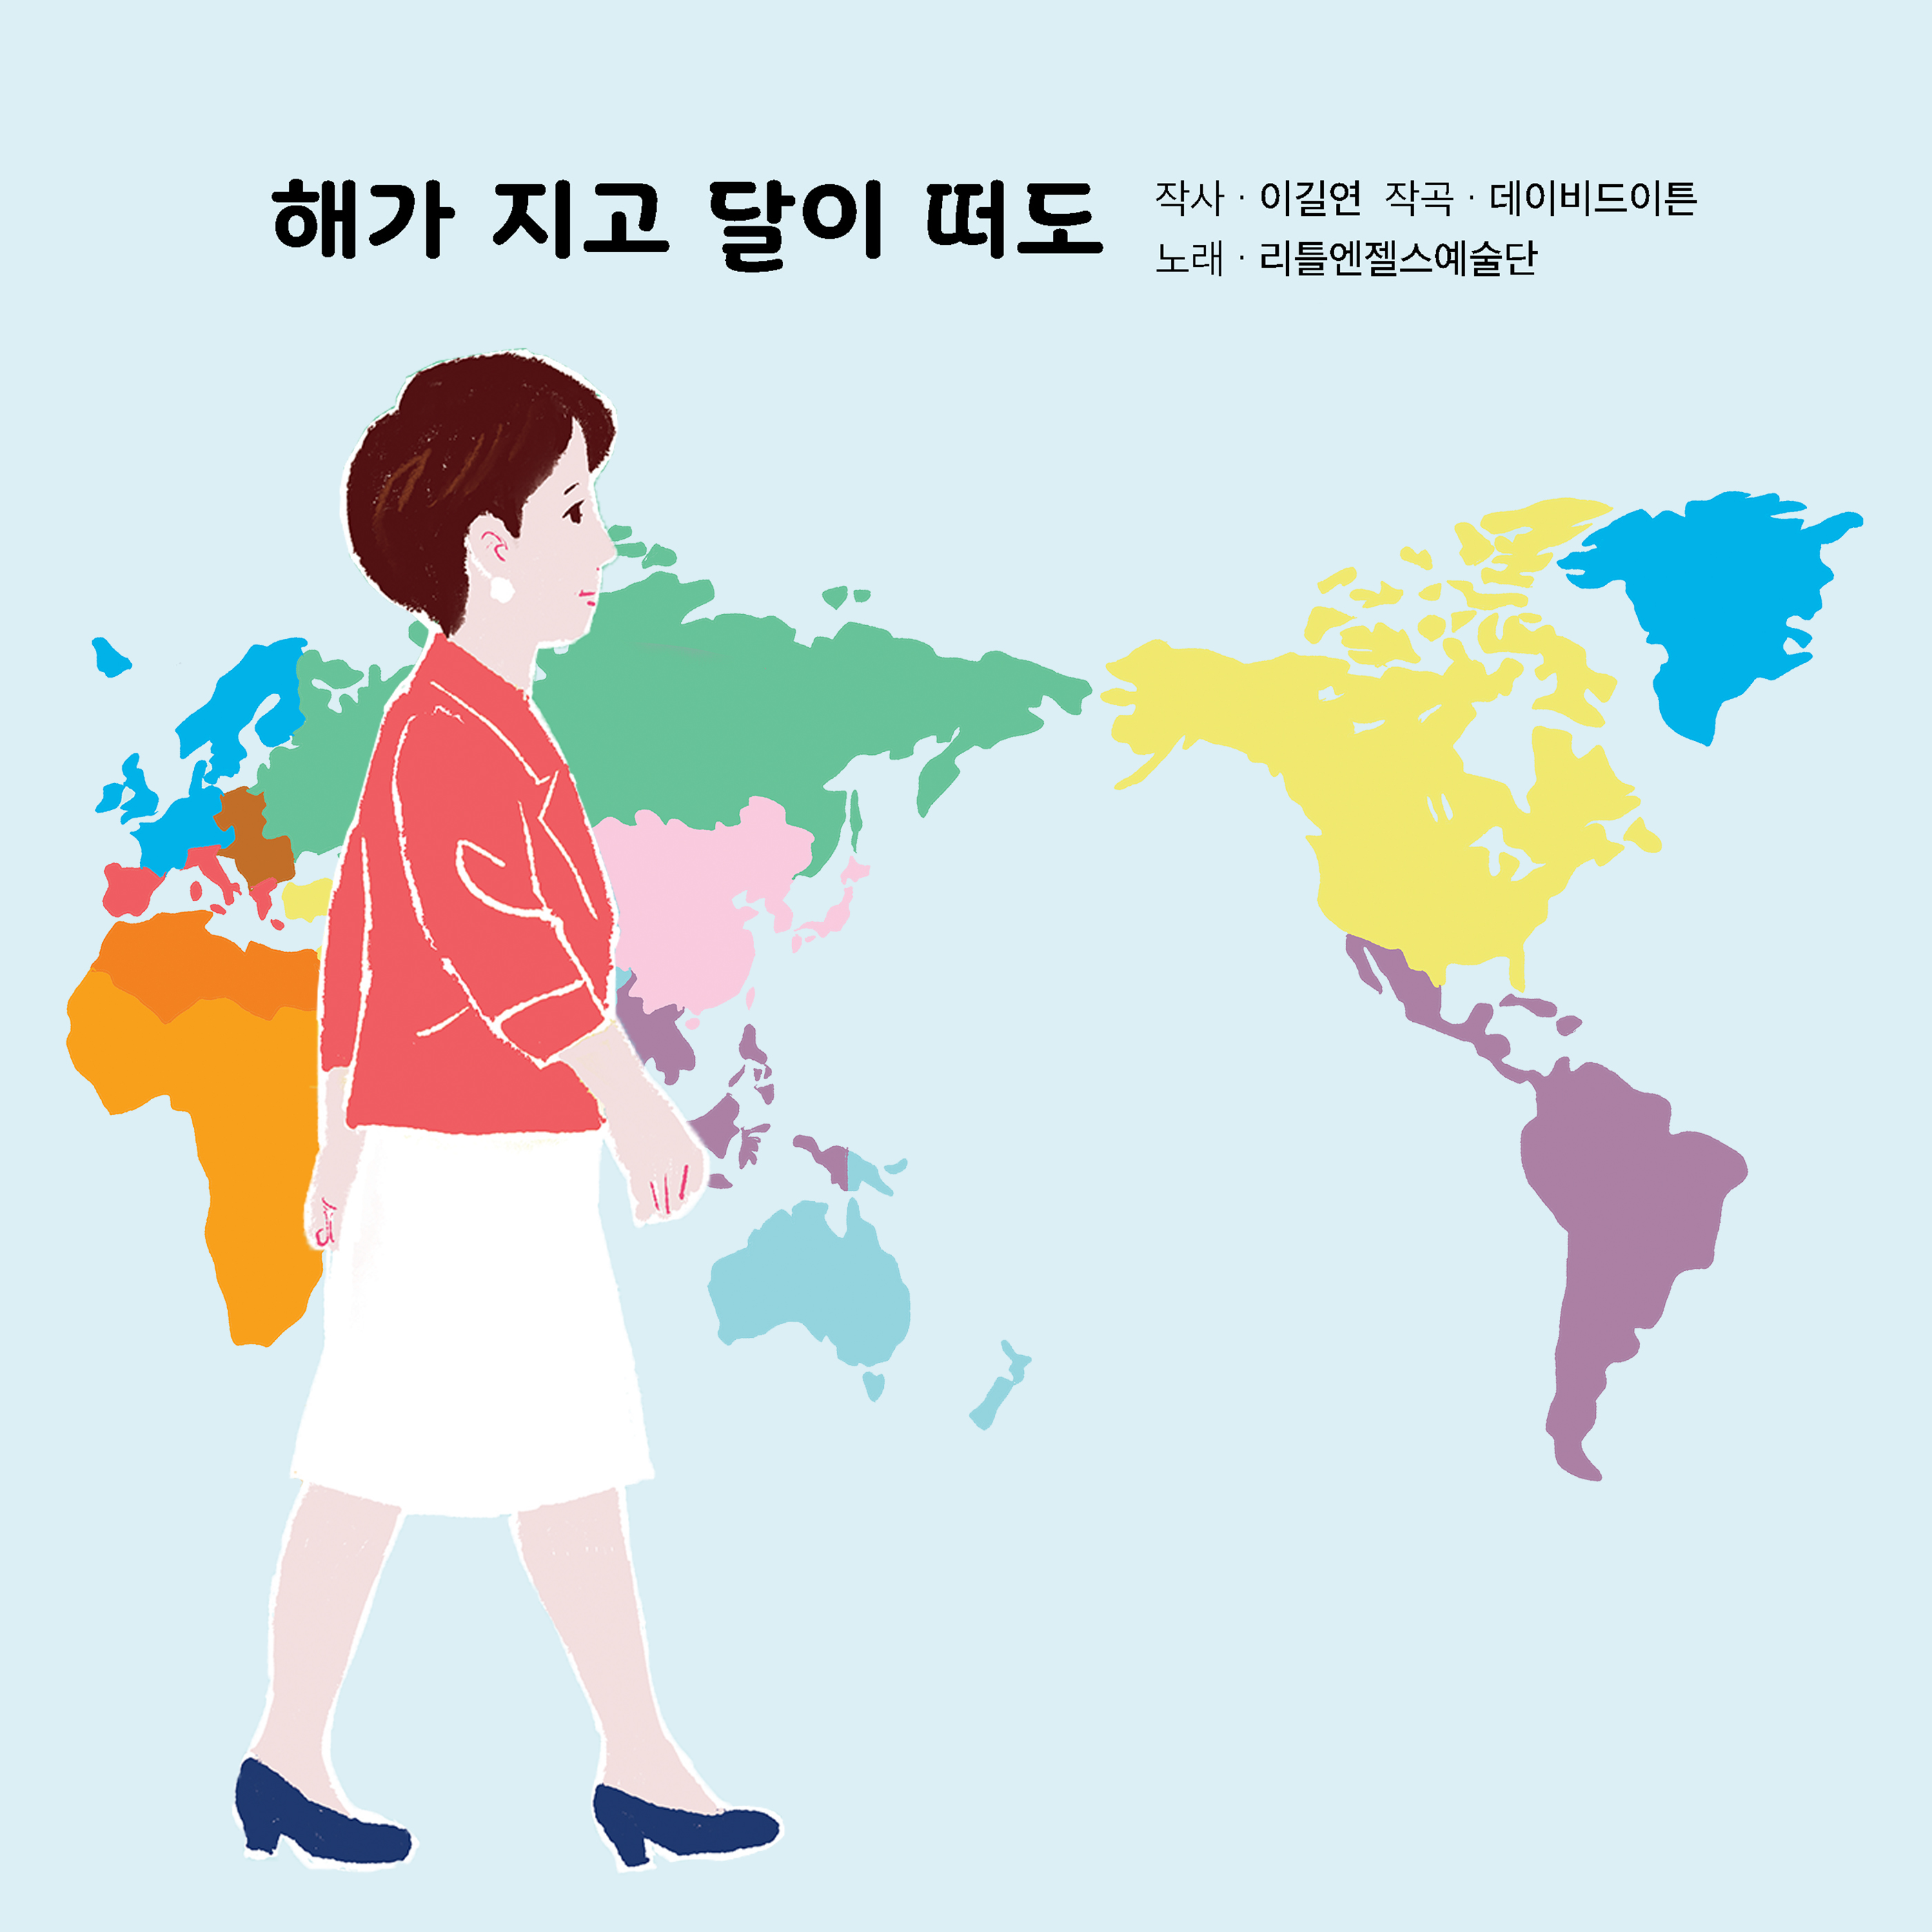 해가 지고 달이 떠도
작사 · 이길연 작곡 · 데이비드이튼
노래 · 리틀엔젤스예술단